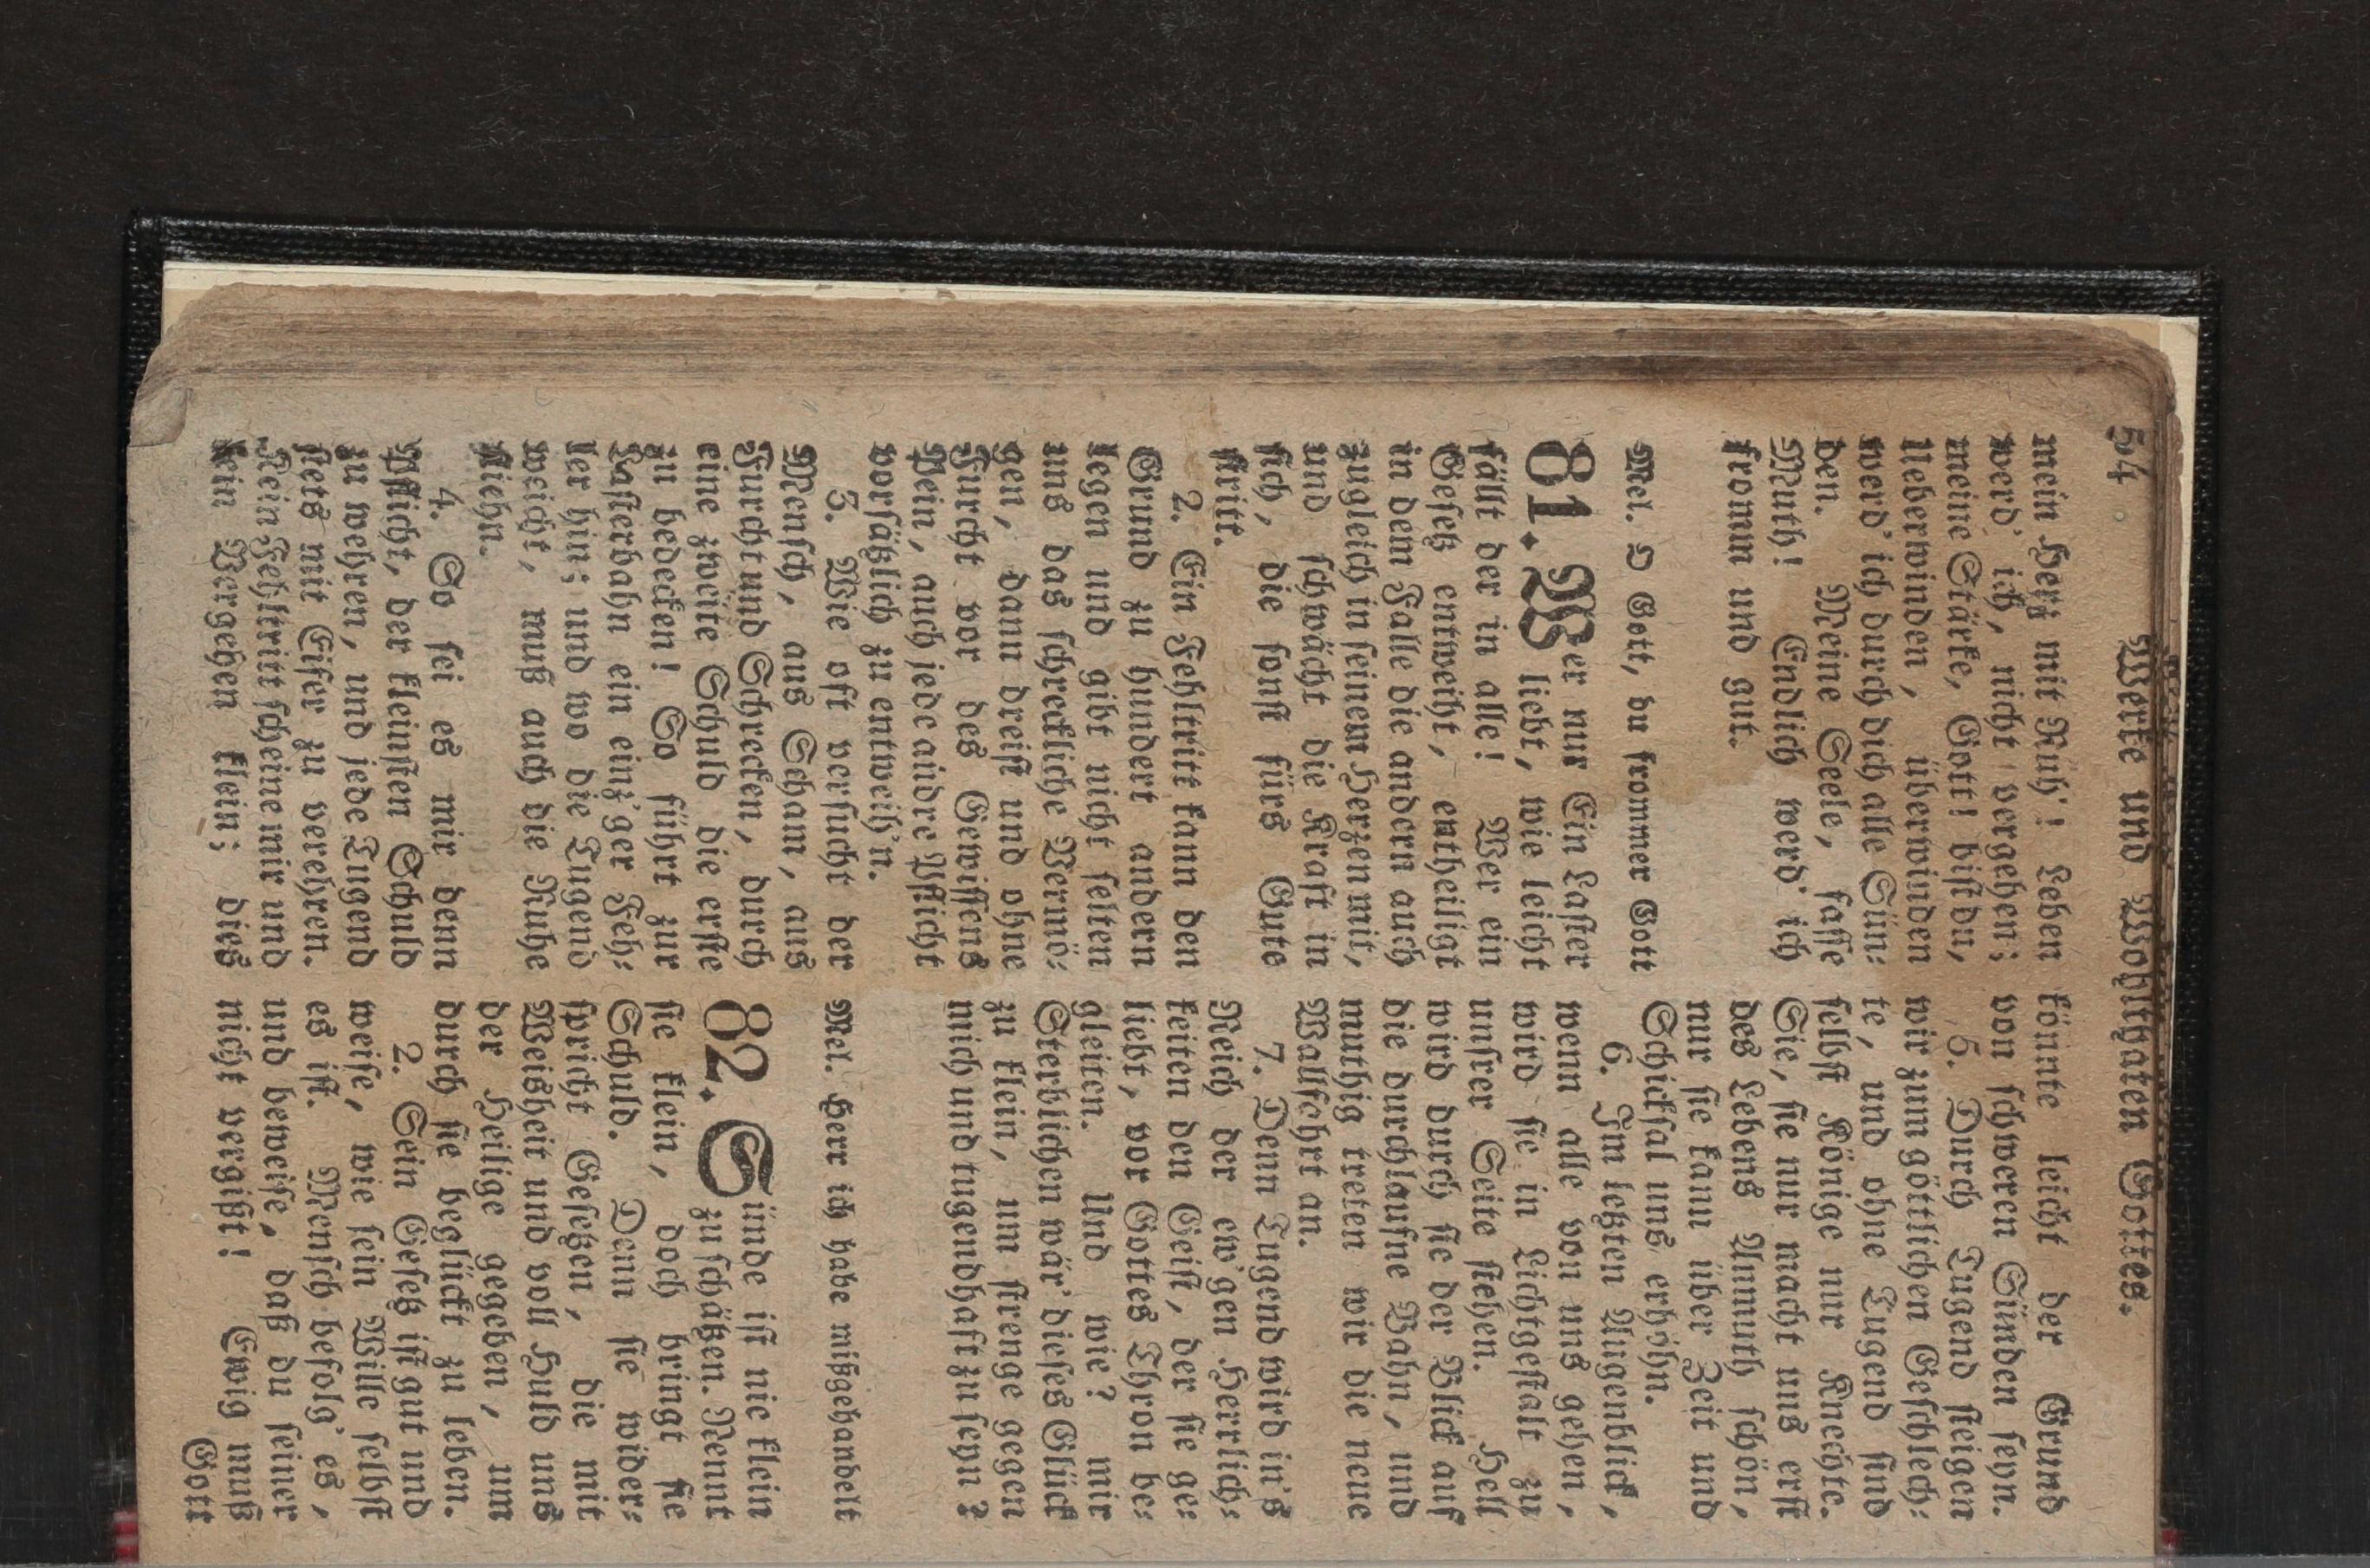 54 Werke und Wohlthaten Gottes.
mein Herz mit Ruh'! Leben
werd' ich, nicht vergehen;
meine Stärke, Gott! bist du,
Ueberwinden, überwinden
werd' ich durch dich alle Sün-
den. Meine Seele, fasse
Muth! Endlich werd' ich
fromm und gut.
Mel. O Gott, du frommer Gott
81. Wer nur Ein Laster
liebt, wie leicht
fällt der in alle! Wer ein
Gesetz entweiht, entheiligt
in dem Falle die andern auch
zugleich in seinem Herzen mit,
und schwächt die Kraft in
sich, die sonst fürs Gute
stritt.
2. Ein Fehltritt kann den
Grund zu hundert andern
legen und gibt nicht selten
uns das schreckliche Vermö-
gen, dann dreist und ohne
Furcht vor des Gewissens
Pein, auch jede andre Pflicht
vorsätzlich zu entweih'n.
3. Wie oft versucht der
Mensch, aus Scham, aus
Furcht und Schrecken, durch
eine zweite Schuld die erste
zu bedecken! So führt zur
Lasterbahn ein einz'ger Feh-
ler hin; und wo die Tugend
weicht, muß auch die Ruhe
fliehn.
4. So sei es mir denn
Pflicht, der kleinsten Schuld
zu wehren, und jede Tugend
stets mit Eifer zu verehren.
Kein Fehltritt scheine mir und
kein Vergehen klein; dies
könnte leicht der Grund
von schweren Sünden seyn.
5. Durch Tugend steigen
wir zum göttlichen Geschlech-
te, und ohne Tugend sind
selbst Könige nur Knechte.
Sie, sie nur macht uns erst
des Lebens Anmuth schön,
nur sie kann über Zeit und
Schicksal uns erhöhn.
6. Im letzten Augenblick,
wenn alle von uns gehen,
wird sie in Lichtgestalt zu
unsrer Seite stehen. Hell
wird durch sie der Blick auf
die durchlaufne Bahn, und
muthig treten wir die neue
Wallfahrt an.
7. Denn Tugend wird in's
Reich der ew'gen Herrlich-
keiten den Geist, der sie ge-
liebt, vor Gottes Thron be-
gleiten. Und wie? mir
Sterblichen wär' dieses Glück
zu klein, um strenge gegen
mich und tugendhaft zu seyn?
Mel. Herr ich habe mißgehandelt
82. Sünde ist nie klein
zu schätzen. Nennt
sie klein, doch bringt sie
Schuld. Denn sie wider-
spricht Gesetzen, die mit
Weisheit und voll Huld uns
der Heilige gegeben, um
durch sie beglückt zu leben.
2. Sein Gesetz ist gut und
weise, wie sein Wille selbst
es ist. Mensch befolg' es,
und beweise, daß du seiner
nicht vergißt! Ewig muß
Gott